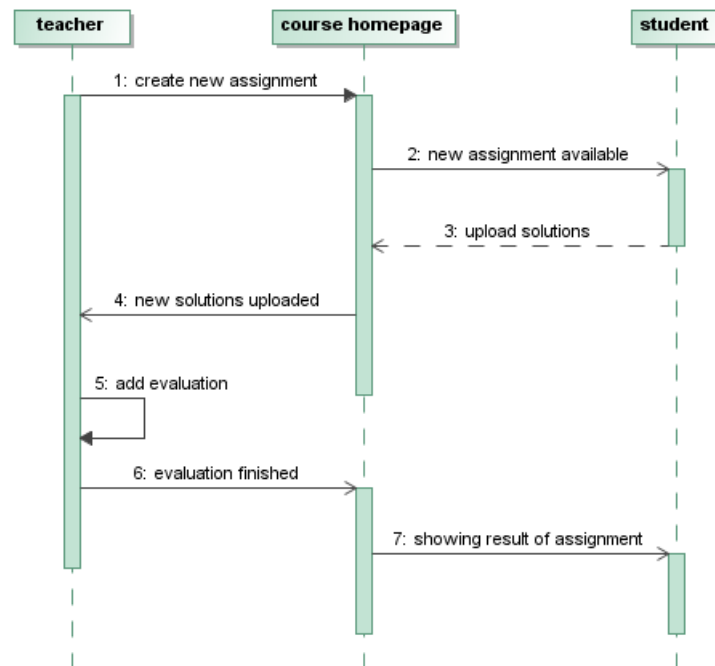 teacher
course homepage
student
1: create new assignment
2: new assignment available
3: upload solutions
4: new solutions uploaded
5: add evaluation
6: evaluation finished
7: showing result of assignment